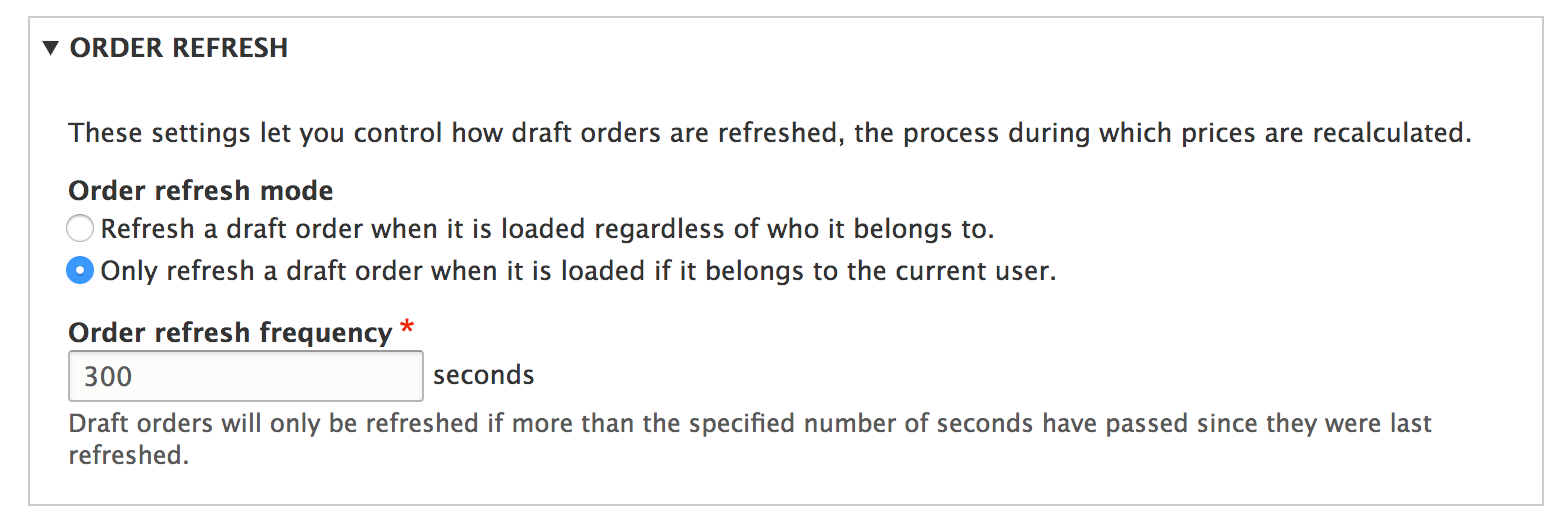 ORDER REFRESH
These settings let you control how draft orders are refreshed, the process during which prices are recalculated.
Order refresh mode
Refresh a draft order when it is loaded regardless of who it belongs to.
Only refresh a draft order when it is loaded if it belongs to the current user.
Order refresh frequency *
300 seconds
Draft orders will only be refreshed if more than the specified number of seconds have passed since they were last
refreshed.